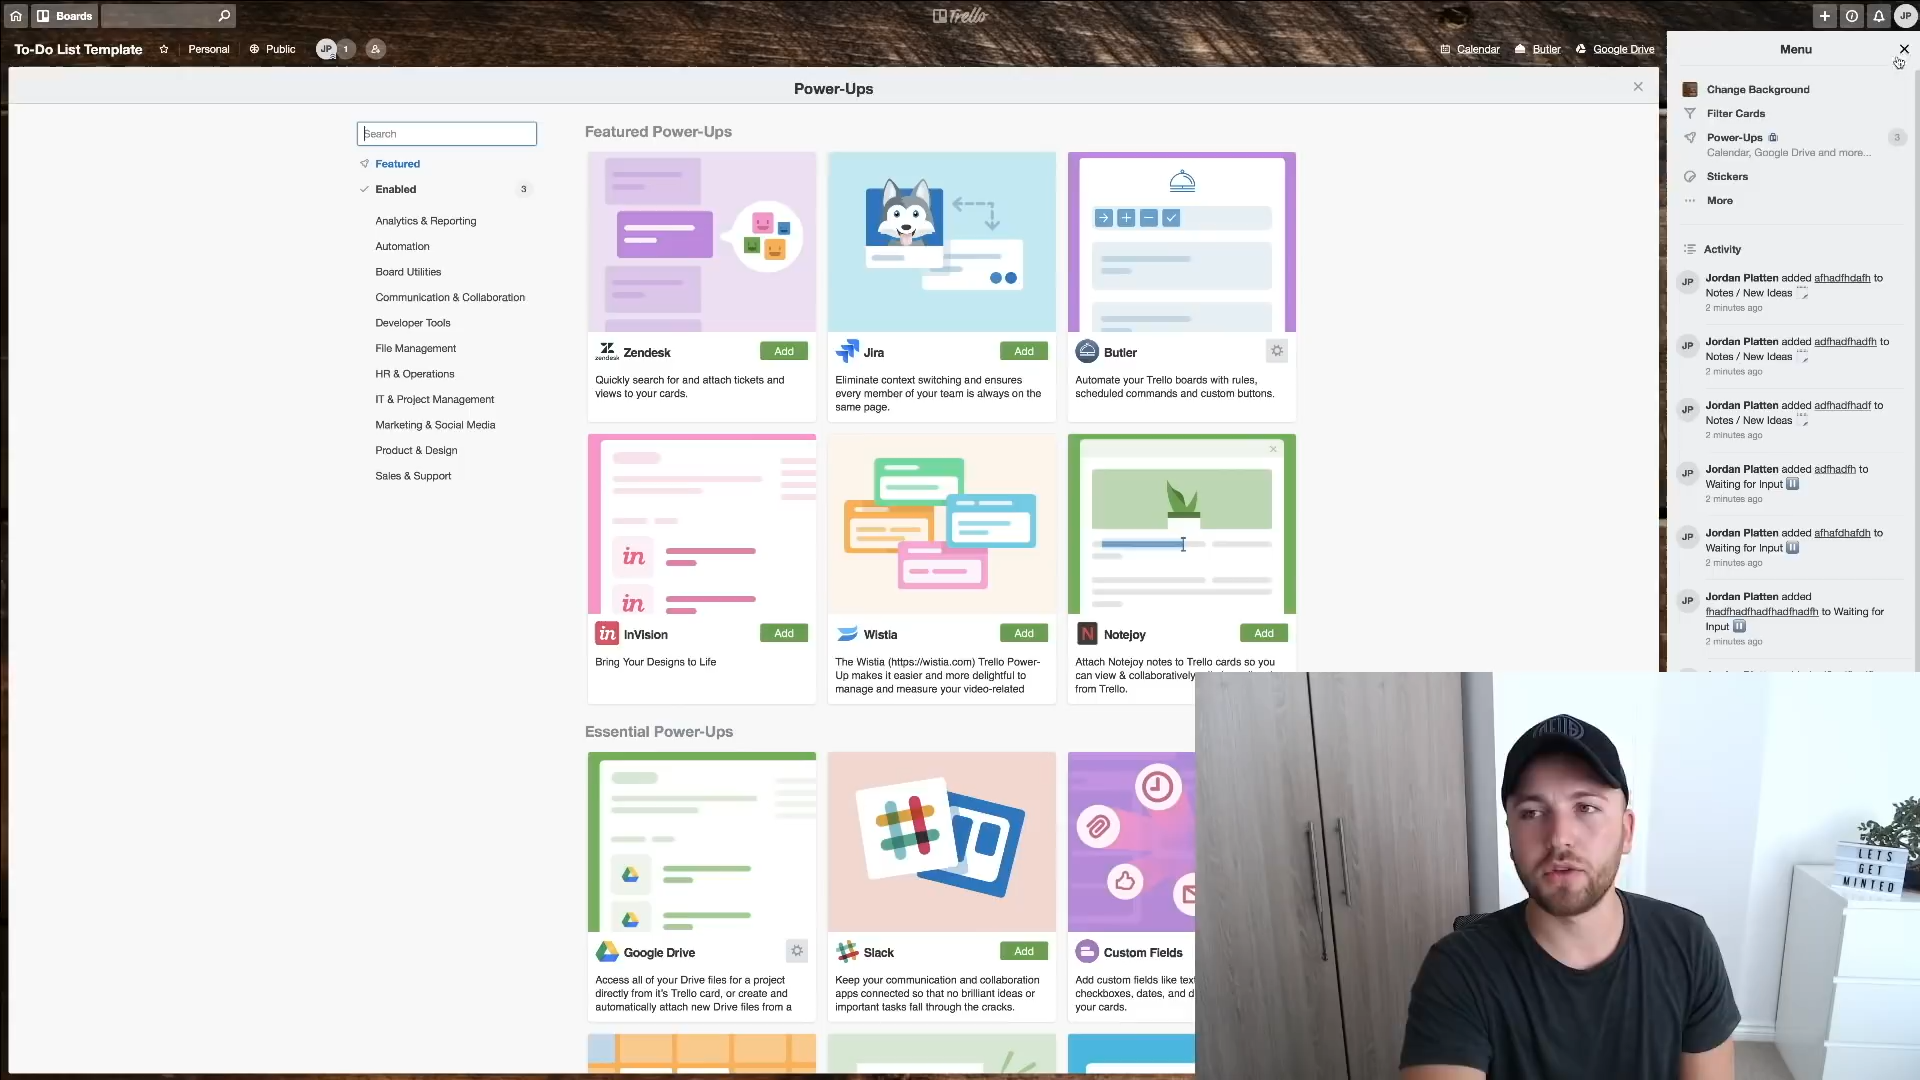 Boards
Trello
JP
To-Do List Template
Personal
Public
JP
1
Calendar
Butler
Google Drive
Menu
Power-Ups
Search
Featured
Enabled
3
Analytics & Reporting
Automation
Board Utilities
Communication & Collaboration
Developer Tools
File Management
HR & Operations
IT & Project Management
Marketing & Social Media
Product & Design
Sales & Support
Featured Power-Ups
zendesk
Zendesk
Add
Quickly search for and attach tickets and
views to your cards.
Jira
Add
Eliminate context switching and ensures
every member of your team is always on the
same page.
Butler
Automate your Trello boards with rules,
scheduled commands and custom buttons.
in
in
in
InVision
Add
Bring Your Designs to Life
Wistia
Add
The Wistia (https://wistia.com) Trello Power-
Up makes it easier and more delightful to
manage and measure your video-related
N
Notejoy
Add
Attach Notejoy notes to Trello cards so you
can view & collaboratively
from Trello.
Essential Power-Ups
Google Drive
Access all of your Drive files for a project
directly from it's Trello card, or create and
automatically attach new Drive files from a
Slack
Add
Keep your communication and collaboration
apps connected so that no brilliant ideas or
important tasks fall through the cracks.
Custom Fields
Add custom fields like tex
checkboxes, dates, and d
your cards.
Change Background
Filter Cards
Power-Ups
3
Calendar, Google Drive and more...
Stickers
More
Activity
JP
Jordan Platten added afhadfhdafh to
Notes / New Ideas
2 minutes ago
JP
Jordan Platten added adfhadfhadfh to
Notes / New Ideas
2 minutes ago
JP
Jordan Platten added adfhadfhadf to
Notes / New Ideas
2 minutes ago
JP
Jordan Platten added adfhadfh to
Waiting for Input
2 minutes ago
JP
Jordan Platten added afhafdhafdh to
Waiting for Input
2 minutes ago
JP
Jordan Platten added
fhadfhadfhadfhadfhadfh to Waiting for
Input
2 minutes ago
LETS
GET
MINTED